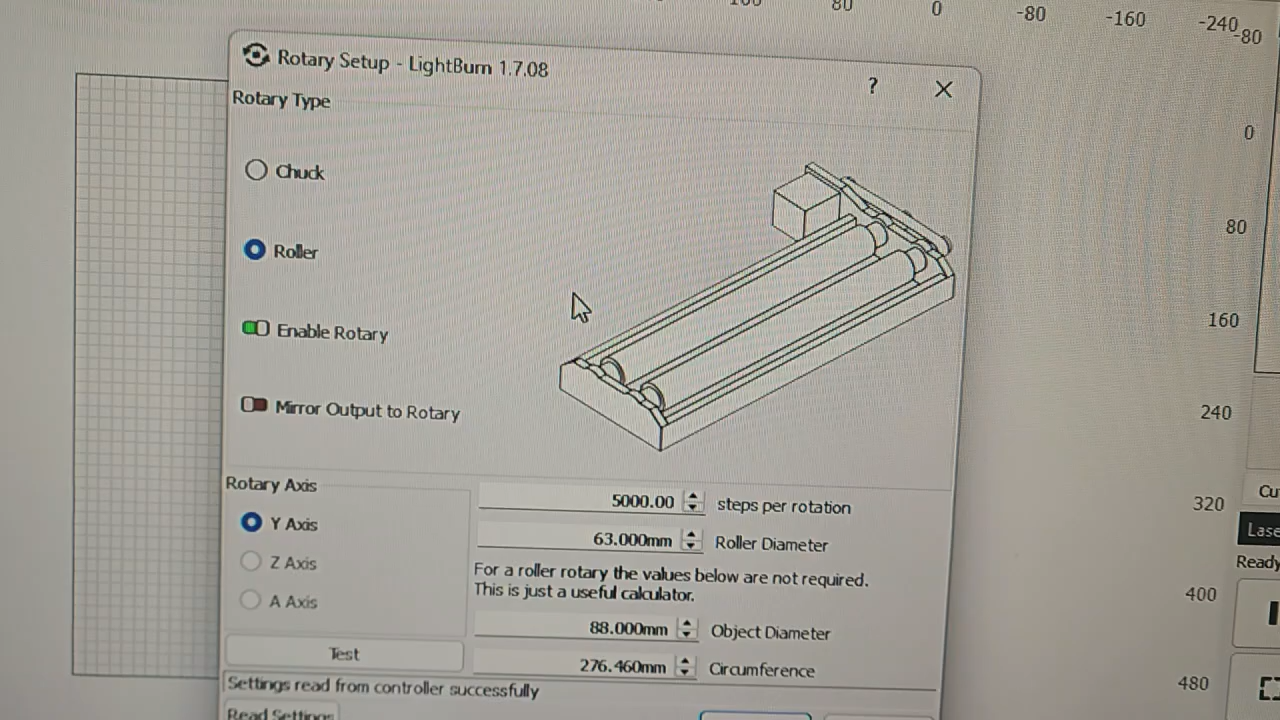 80
0
-80
-160
-240
-80
Rotary Setup - LightBurn 1.7.08
?
Rotary Type
0
Chuck
80
Roller
160
Enable Rotary
Mirror Output to Rotary
240
Rotary Axis
5000.00 steps per rotation
320
Y Axis
63.000mm Roller Diameter
Z Axis
For a roller rotary the values below are not required.
This is just a useful calculator.
Ready
A Axis
400
88.000mm Object Diameter
Test
276.460mm Circumference
Settings read from controller successfully
480
Read Settings